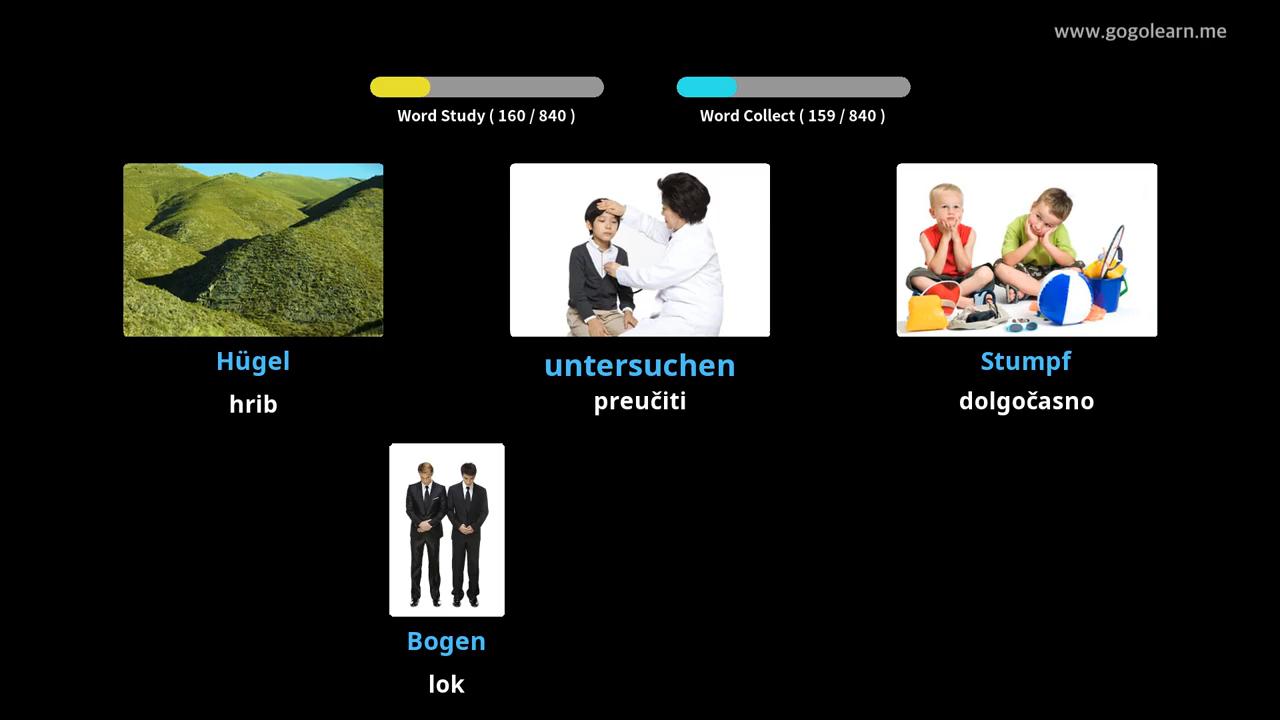 www.gogolearn.me
Word Study ( 160 / 840 )
Word Collect ( 159 / 840 )
Hügel
hrib
untersuchen
preučiti
Stumpf
dolgočasno
Bogen
lok